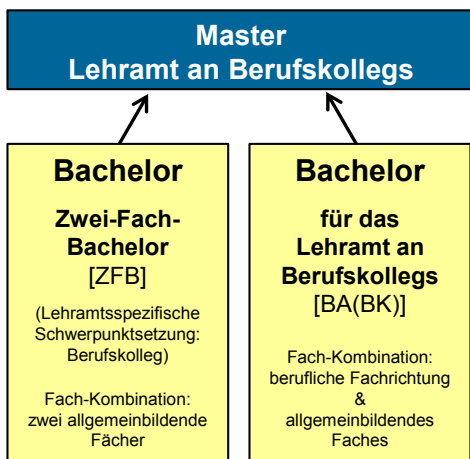 Master
Lehramt an Berufskollegs
Bachelor
Zwei-Fach-
Bachelor
[ZFB]
(Lehramtsspezifische
Schwerpunktsetzung:
Berufskolleg)
Fach-Kombination:
zwei allgemeinbildende
Fächer
Bachelor
für das
Lehramt an
Berufskollegs
[BA(BK)]
Fach-Kombination:
berufliche Fachrichtung
&
allgemeinbildendes
Faches